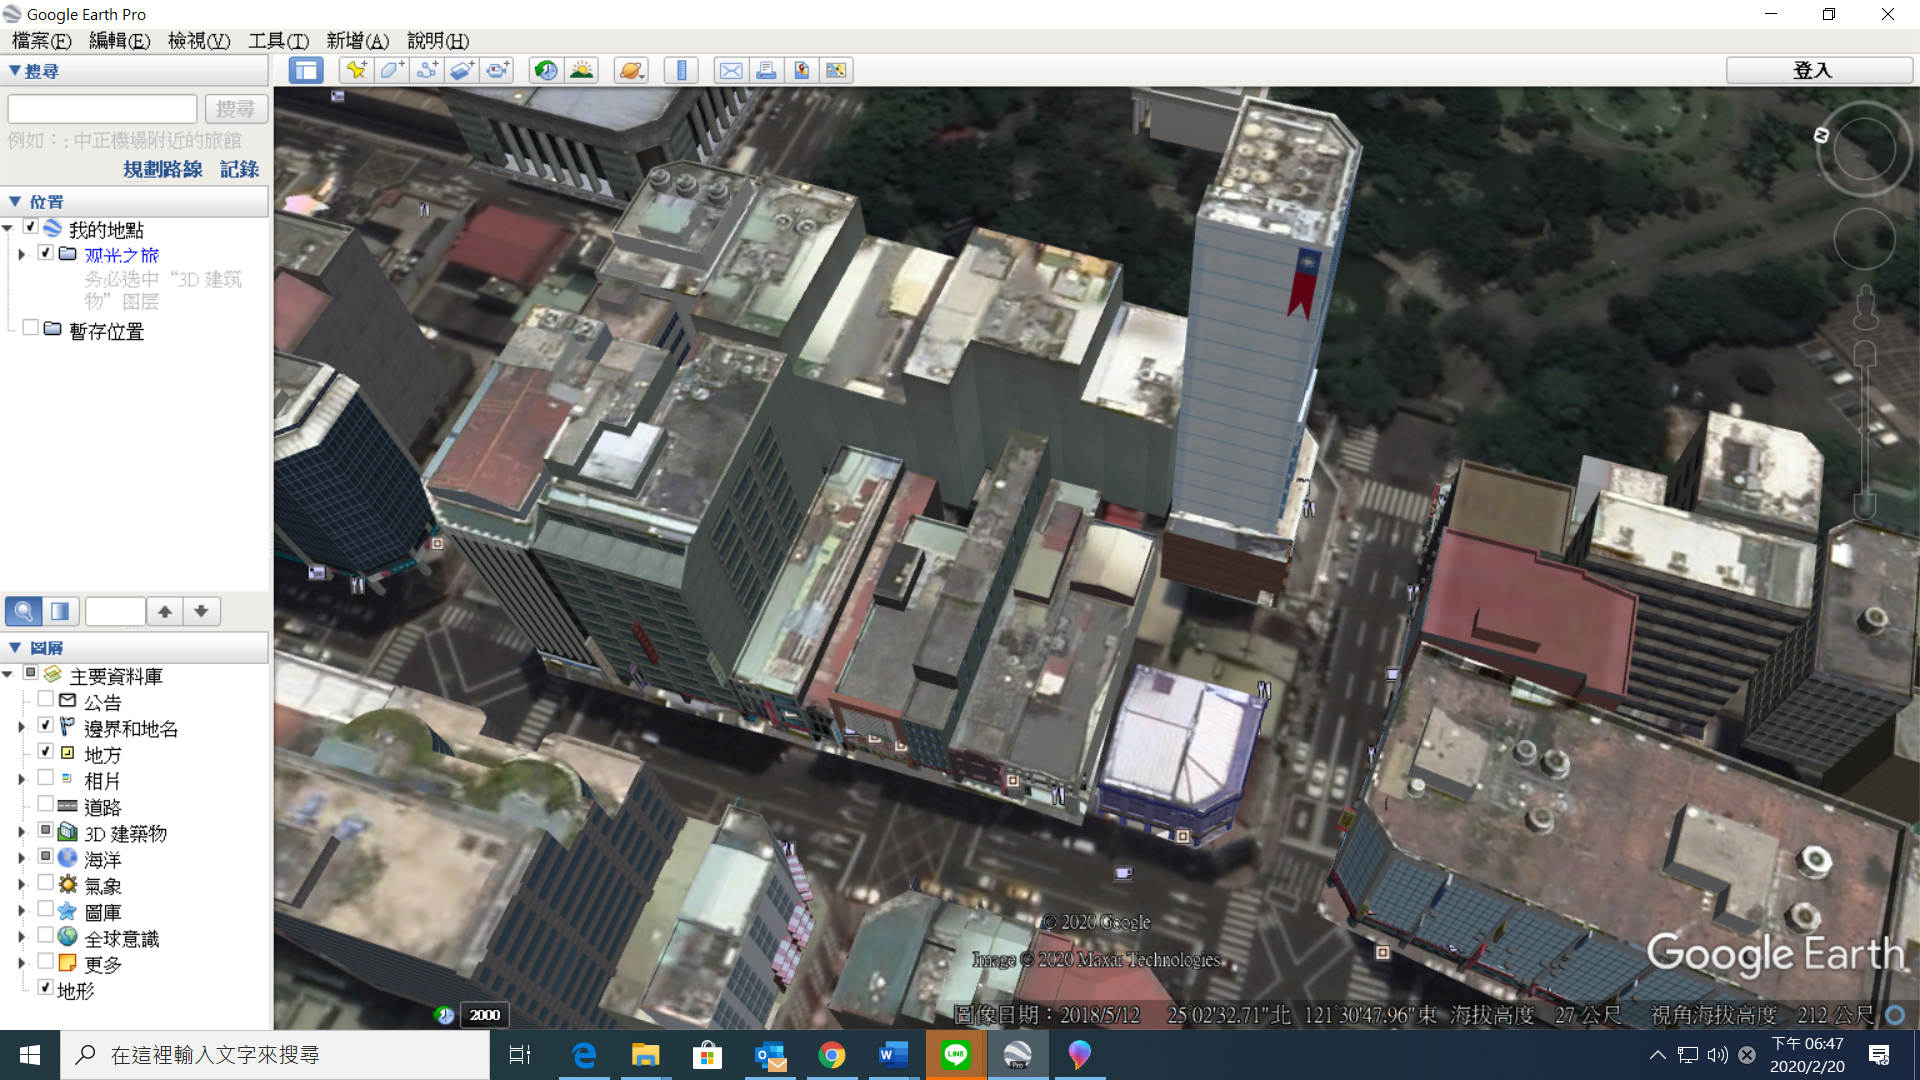 Google Earth Pro
檔案(F) 編輯(E) 檢視(V) 工具(T) 新增(A) 說明(H)
搜尋
搜尋
例如：: 中正機場附近的旅館
規劃路線 記錄
位置
我的地點
观光之旅
务必选中 “3D 建筑
物” 图层
暫存位置
圖層
主要資料庫
公告
邊界和地名
地方
相片
道路
3D 建築物
海洋
氣象
圖庫
全球意識
更多
地形
登入
N
© 2020 Google
Image © 2020 Maxar Technologies
Google Earth
2000
圖像日期：2018/5/12 25°02'32.71"北 121°30'47.96"東 海拔高度 27 公尺 視角海拔高度 212 公尺
在這裡輸入文字來搜尋
LINE
Pro
下午 06:47
2020/2/20